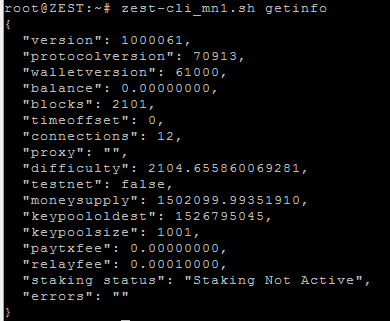 root@ZEST:~# zest-cli_mn1.sh getinfo
{
  "version": 1000061,
  "protocolversion": 70913,
  "walletversion": 61000,
  "balance": 0.00000000,
  "blocks": 2101,
  "timeoffset": 0,
  "connections": 12,
  "proxy": "",
  "difficulty": 2104.655860069281,
  "testnet": false,
  "moneysupply": 1502099.99351910,
  "keypoololdest": 1526795045,
  "keypoolsize": 1001,
  "paytxfee": 0.00000000,
  "relayfee": 0.00010000,
  "staking status": "Staking Not Active",
  "errors": ""
}